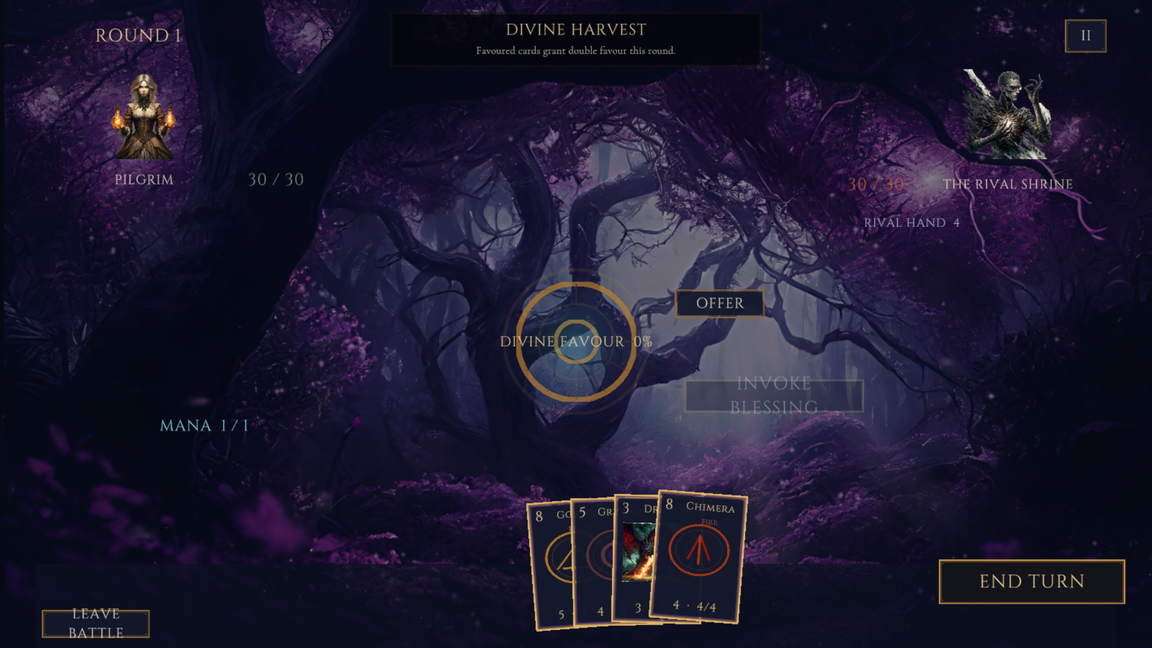 ROUND 1
DIVINE HARVEST
Favoured cards grant double favour this round.
II
PILGRIM
30 / 30
30 / 30
THE RIVAL SHRINE
RIVAL HAND 4
OFFER
DIVINE FAVOUR 0%
INVOKE
BLESSING
MANA 1/1
8
5
3
8 CHIMERA
FIRE
5
4
3
4 · 4/4
END TURN
LEAVE
BATTLE